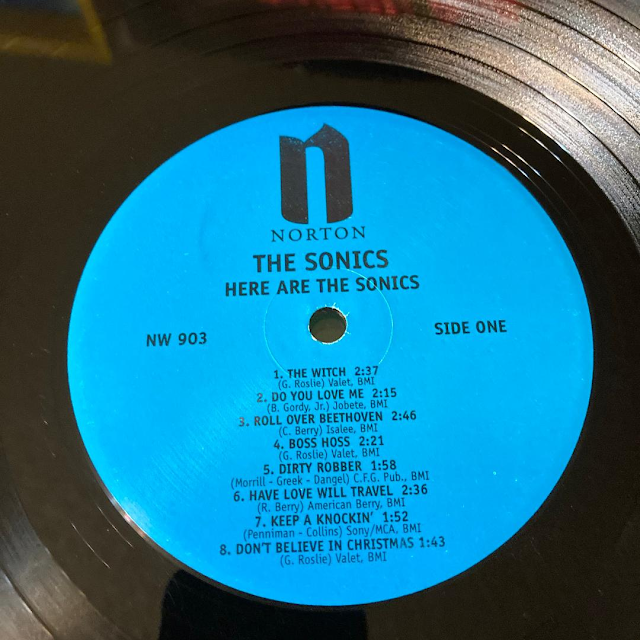 n
NORTON
THE SONICS
HERE ARE THE SONICS
NW 903
SIDE ONE
1. THE WITCH 2:37
(G. Roslie) Valet, BMI
2. DO YOU LOVE ME 2:15
(B. Gordy, Jr.) Jobete, BMI
3. ROLL OVER BEETHOVEN 2:46
(C. Berry) Isalee, BMI
4. BOSS HOSS 2:21
(G. Roslie) Valet, BMI
5. DIRTY ROBBER 1:58
(Morrill - Greek - Dangel) C.F.G. Pub., BMI
6. HAVE LOVE WILL TRAVEL 2:36
(R. Berry) American Berry, BMI
7. KEEP A KNOCKIN' 1:52
(Penniman - Collins) Sony/MCA, BMI
8. DON'T BELIEVE IN CHRISTMAS 1:43
(G. Roslie) Valet, BMI